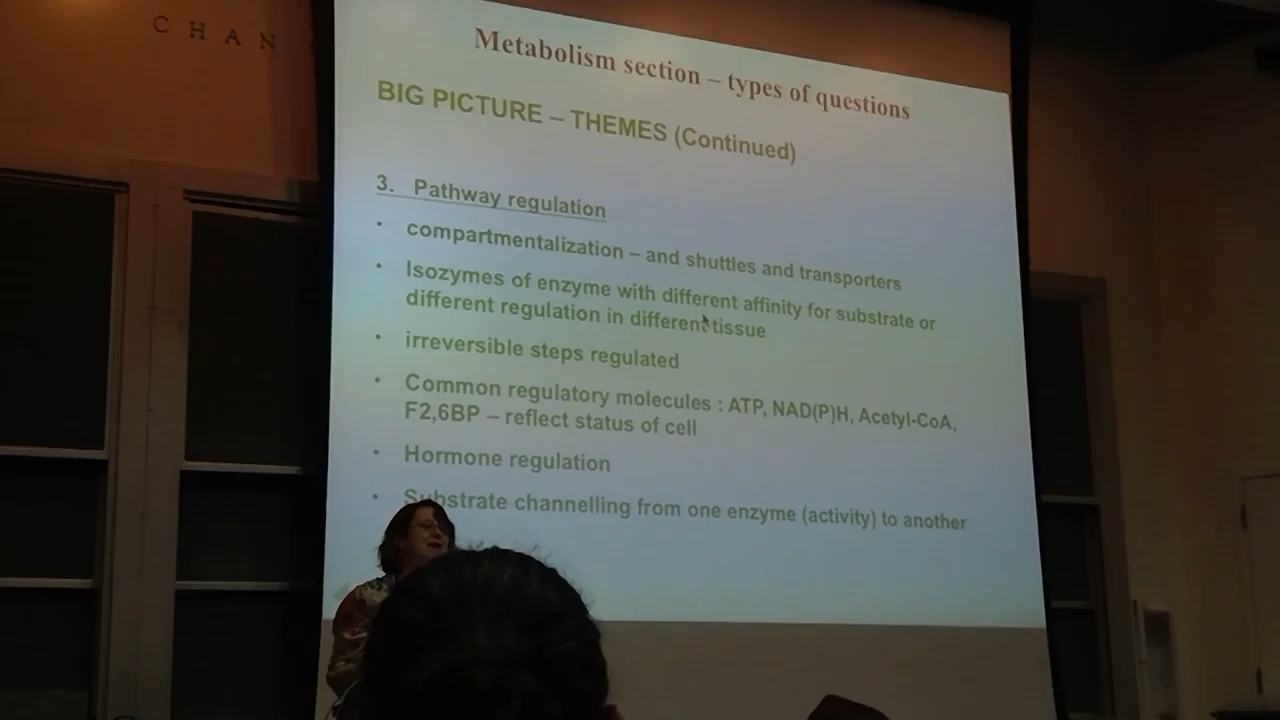 CHAN
Metabolism section – types of questions
BIG PICTURE – THEMES (Continued)
3. Pathway regulation
• compartmentalization – and shuttles and transporters
• Isozymes of enzyme with different affinity for substrate or
different regulation in different tissue
• irreversible steps regulated
• Common regulatory molecules : ATP, NAD(P)H, Acetyl-CoA,
F2,6BP – reflect status of cell
• Hormone regulation
• Substrate channelling from one enzyme (activity) to another